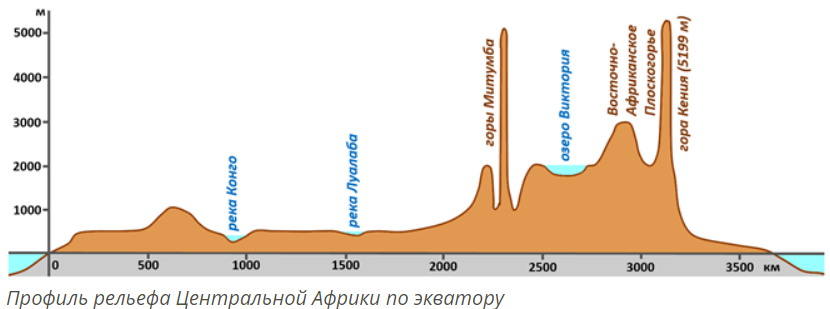 м
5000
4000
3000
2000
1000
река Конго
река Луалаба
горы Митумба
озеро Виктория
Восточно-
Африканское
Плоскогорье
гора Кения (5199 м)
0 500 1000 1500 2000 2500 3000 3500 км
Профиль рельефа Центральной Африки по экватору